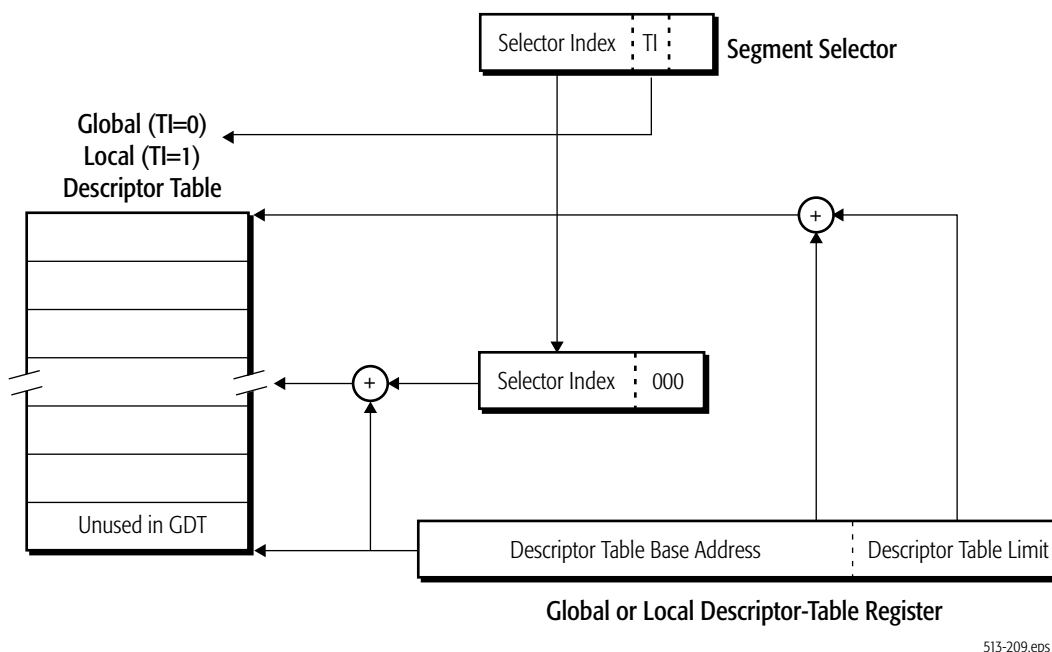 Selector Index TI
Segment Selector
Global (TI=0)
Local (TI=1)
Descriptor Table
+
Selector Index 000
+
Unused in GDT
Descriptor Table Base Address Descriptor Table Limit
Global or Local Descriptor-Table Register
513-209.eps